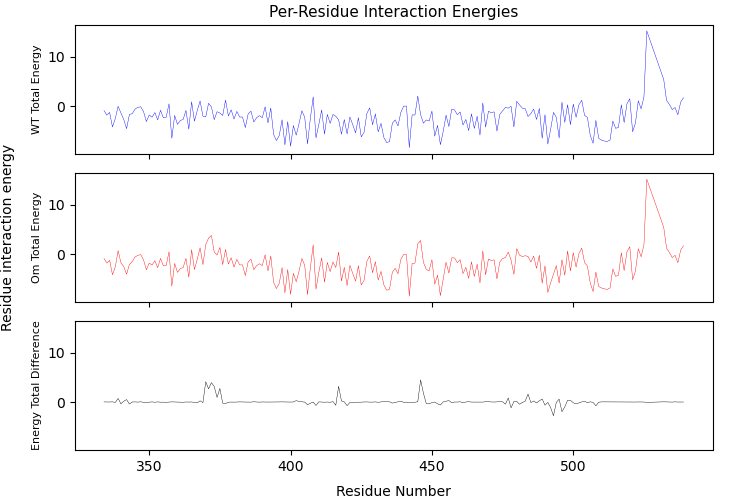 Per-Residue Interaction Energies
Residue interaction energy
WT Total Energy
10
0
Om Total Energy
10
0
Energy Total Difference
10
0
350
400
450
500
Residue Number